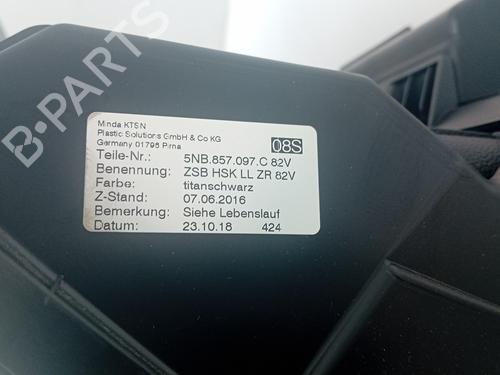 B-PARTS
Minda KTSN
Plastic Solutions GmbH & Co KG
Germany 01796 Pirna
08S
Teile-Nr.: 5NB.857.097.C 82V
Benennung: ZSB HSK LL ZR 82V
Farbe: titanschwarz
Z-Stand: 07.06.2016
Bemerkung: Siehe Lebenslauf
Datum: 23.10.18 424